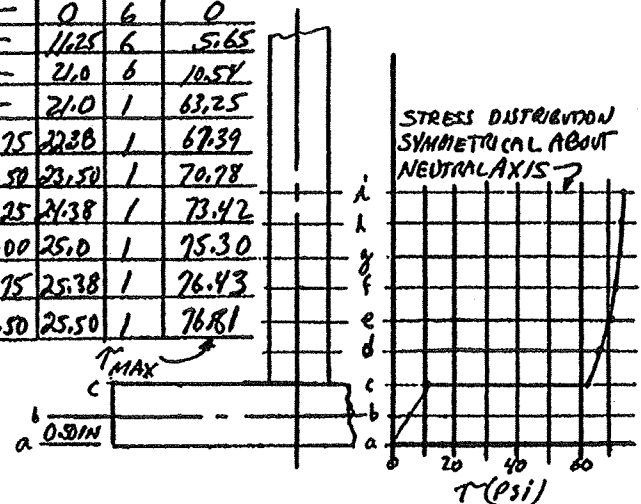 — 0 6 0
— 11.25 6 5.65
— 21.0 6 10.54
— 21.0 1 63.25
75 22.38 1 67.39
50 23.50 1 70.78
25 24.38 1 73.42
00 25.0 1 75.30
75 25.38 1 76.43
.50 25.50 1 76.81
τMAX
STRESS DISTRIBUTION
SYMMETRICAL ABOUT
NEUTRAL AXIS
i
h
g
f
e
d
c
c
b
b
a
a
0.50 IN
0 20 40 60
τ (PSi)